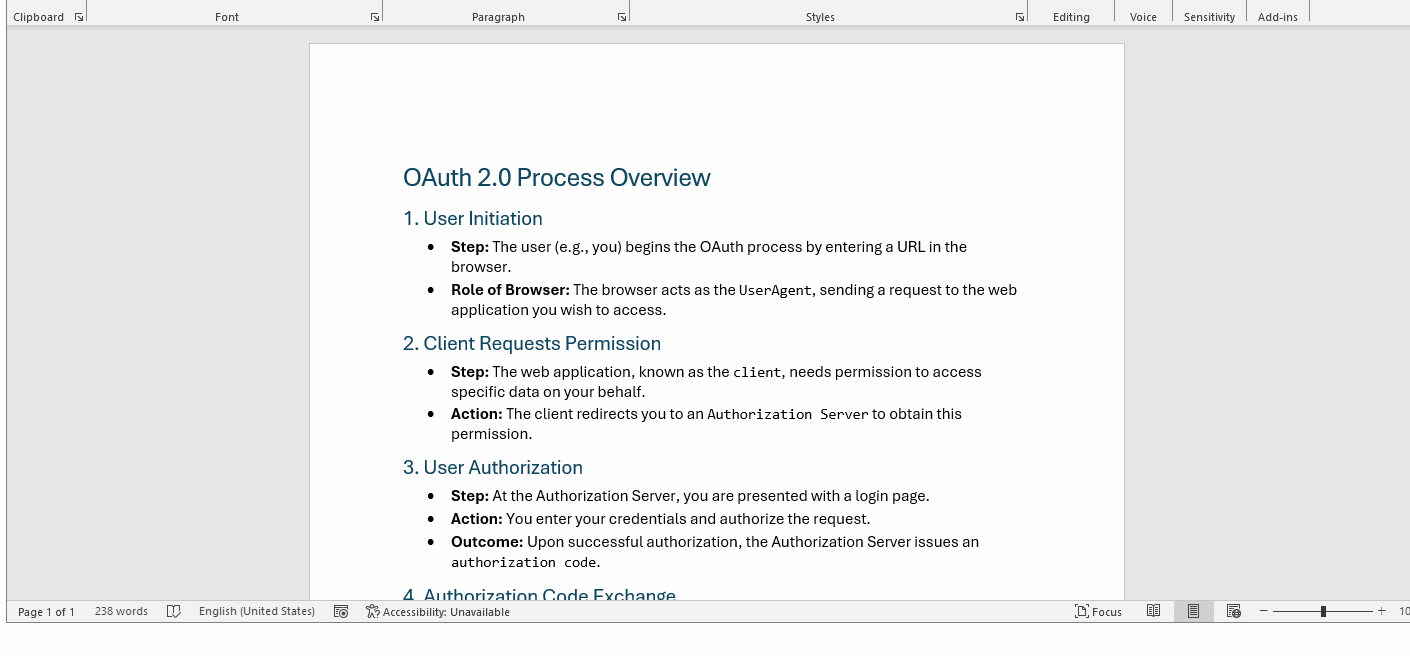 Clipboard Font Paragraph Styles Editing Voice Sensitivity Add-ins
OAuth 2.0 Process Overview
1. User Initiation
• Step: The user (e.g., you) begins the OAuth process by entering a URL in the
browser.
• Role of Browser: The browser acts as the UserAgent, sending a request to the web
application you wish to access.
2. Client Requests Permission
• Step: The web application, known as the client, needs permission to access
specific data on your behalf.
• Action: The client redirects you to an Authorization Server to obtain this
permission.
3. User Authorization
• Step: At the Authorization Server, you are presented with a login page.
• Action: You enter your credentials and authorize the request.
• Outcome: Upon successful authorization, the Authorization Server issues an
authorization code.
4. Authorization Code Exchange
Page 1 of 1 238 words English (United States) Accessibility: Unavailable Focus − + 10